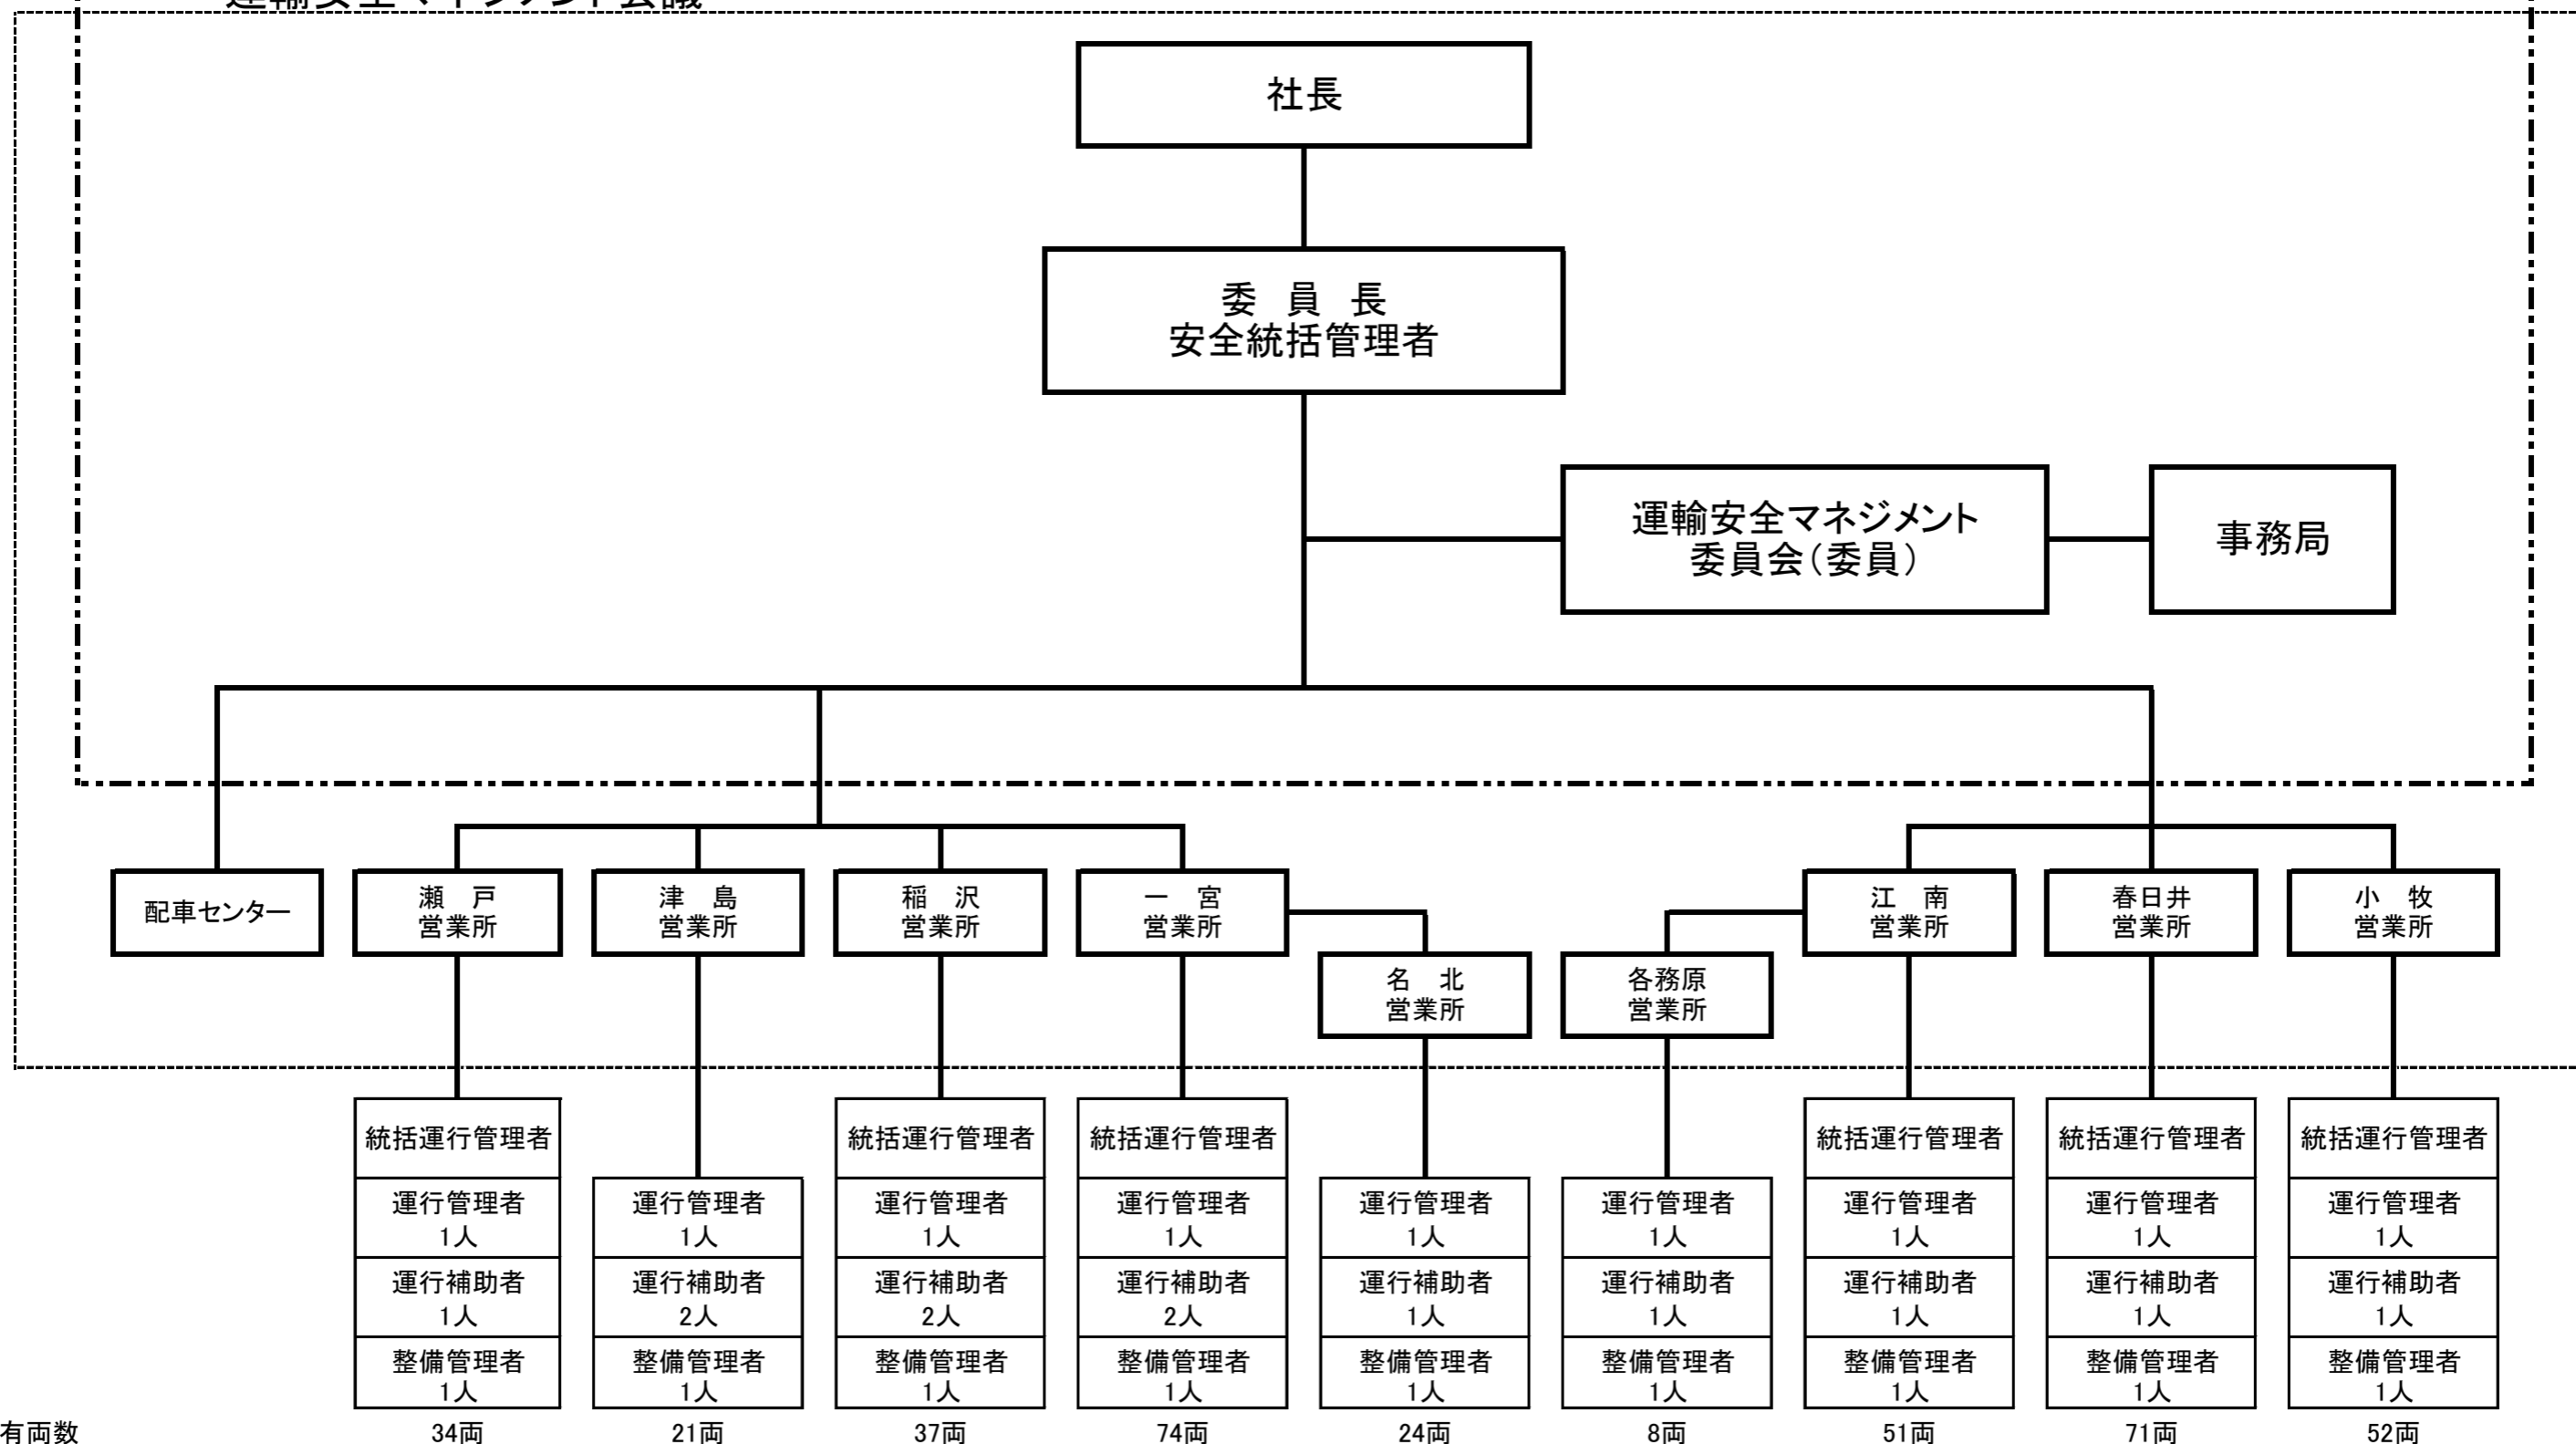 運輸安全マネジメント会議
社長
委　員　長
安全統括管理者
運輸安全マネジメント
委員会（委員）
事務局
配車センター
瀬　戸
営業所
津　島
営業所
稲　沢
営業所
一　宮
営業所
江　南
営業所
春日井
営業所
小　牧
営業所
名　北
営業所
各務原
営業所
統括運行管理者
運行管理者
1人
運行補助者
1人
整備管理者
1人
運行管理者
1人
運行補助者
2人
整備管理者
1人
統括運行管理者
運行管理者
1人
運行補助者
2人
整備管理者
1人
統括運行管理者
運行管理者
1人
運行補助者
2人
整備管理者
1人
運行管理者
1人
運行補助者
1人
整備管理者
1人
運行管理者
1人
運行補助者
1人
整備管理者
1人
統括運行管理者
運行管理者
1人
運行補助者
1人
整備管理者
1人
統括運行管理者
運行管理者
1人
運行補助者
1人
整備管理者
1人
統括運行管理者
運行管理者
1人
運行補助者
1人
整備管理者
1人
有両数
34両
21両
37両
74両
24両
8両
51両
71両
52両